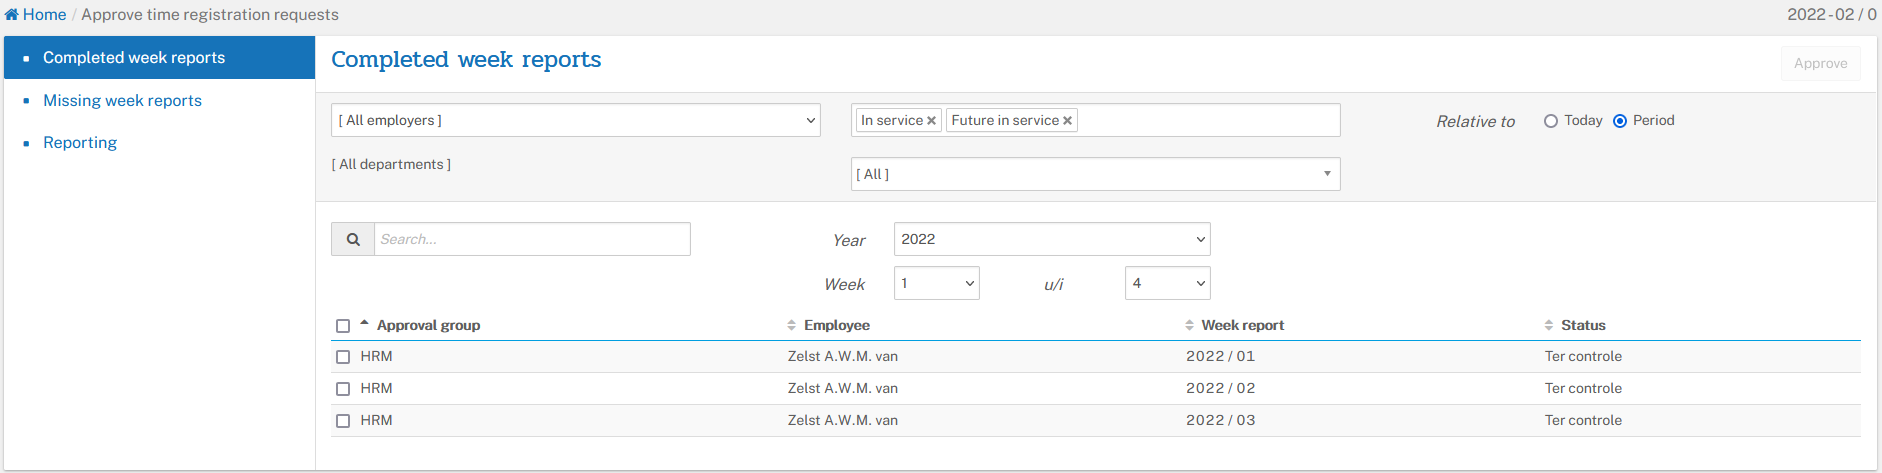 Home / Approve time registration requests 2022-02 / 0
Completed week reports
Missing week reports
Reporting
Completed week reports Approve
[ All employers ] In service Future in service Relative to Today Period
[ All departments ] [ All ]
Search... Year 2022
Week 1 u/i 4
Approval group Employee Week report Status
HRM Zelst A.W.M. van 2022 / 01 Ter controle
HRM Zelst A.W.M. van 2022 / 02 Ter controle
HRM Zelst A.W.M. van 2022 / 03 Ter controle